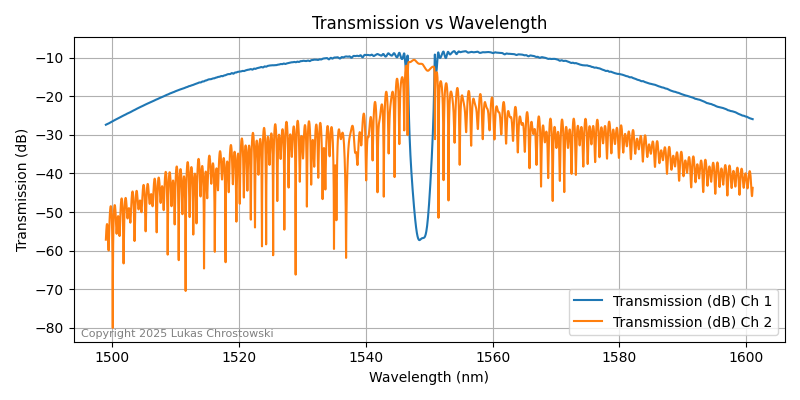 Transmission vs Wavelength
Transmission (dB)
−10
−20
−30
−40
−50
−60
−70
−80
Transmission (dB) Ch 1
Transmission (dB) Ch 2
Copyright 2025 Lukas Chrostowski
1500
1520
1540
1560
1580
1600
Wavelength (nm)